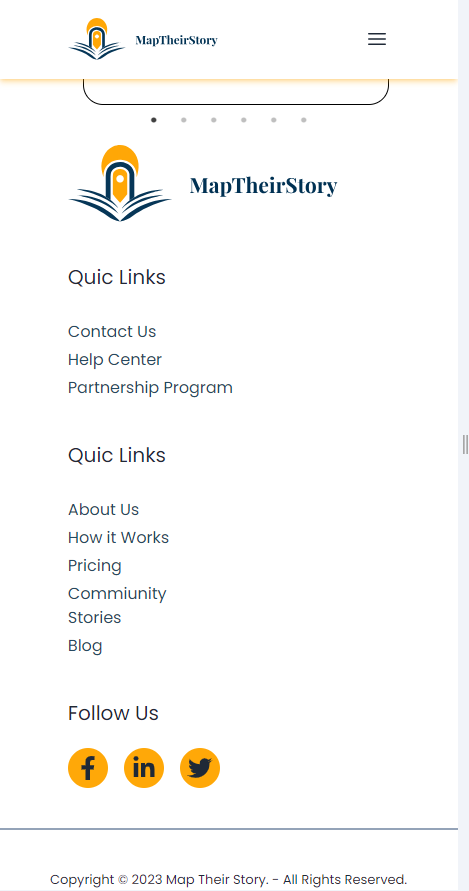 MapTheirStory
MapTheirStory
Quic Links
Contact Us
Help Center
Partnership Program
Quic Links
About Us
How it Works
Pricing
Commiunity
Stories
Blog
Follow Us
Copyright © 2023 Map Their Story. - All Rights Reserved.